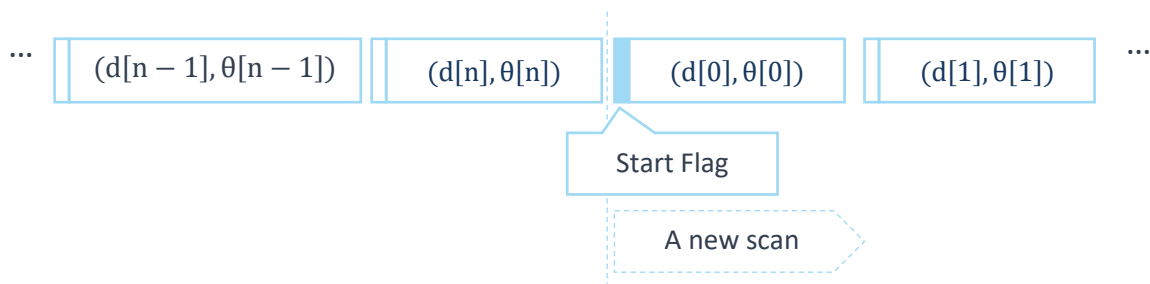 ... (d[n − 1], θ[n − 1]) (d[n], θ[n]) (d[0], θ[0]) (d[1], θ[1]) ...
Start Flag
A new scan